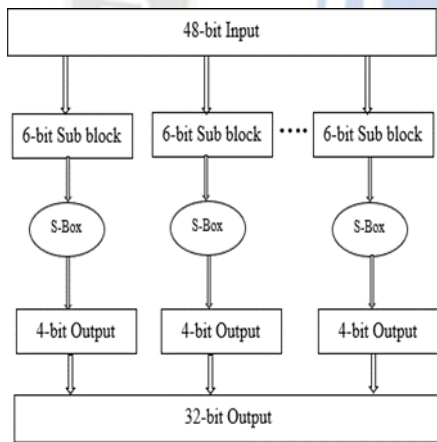 48-bit Input
6-bit Sub block 6-bit Sub block .... 6-bit Sub block
S-Box S-Box S-Box
4-bit Output 4-bit Output 4-bit Output
32-bit Output